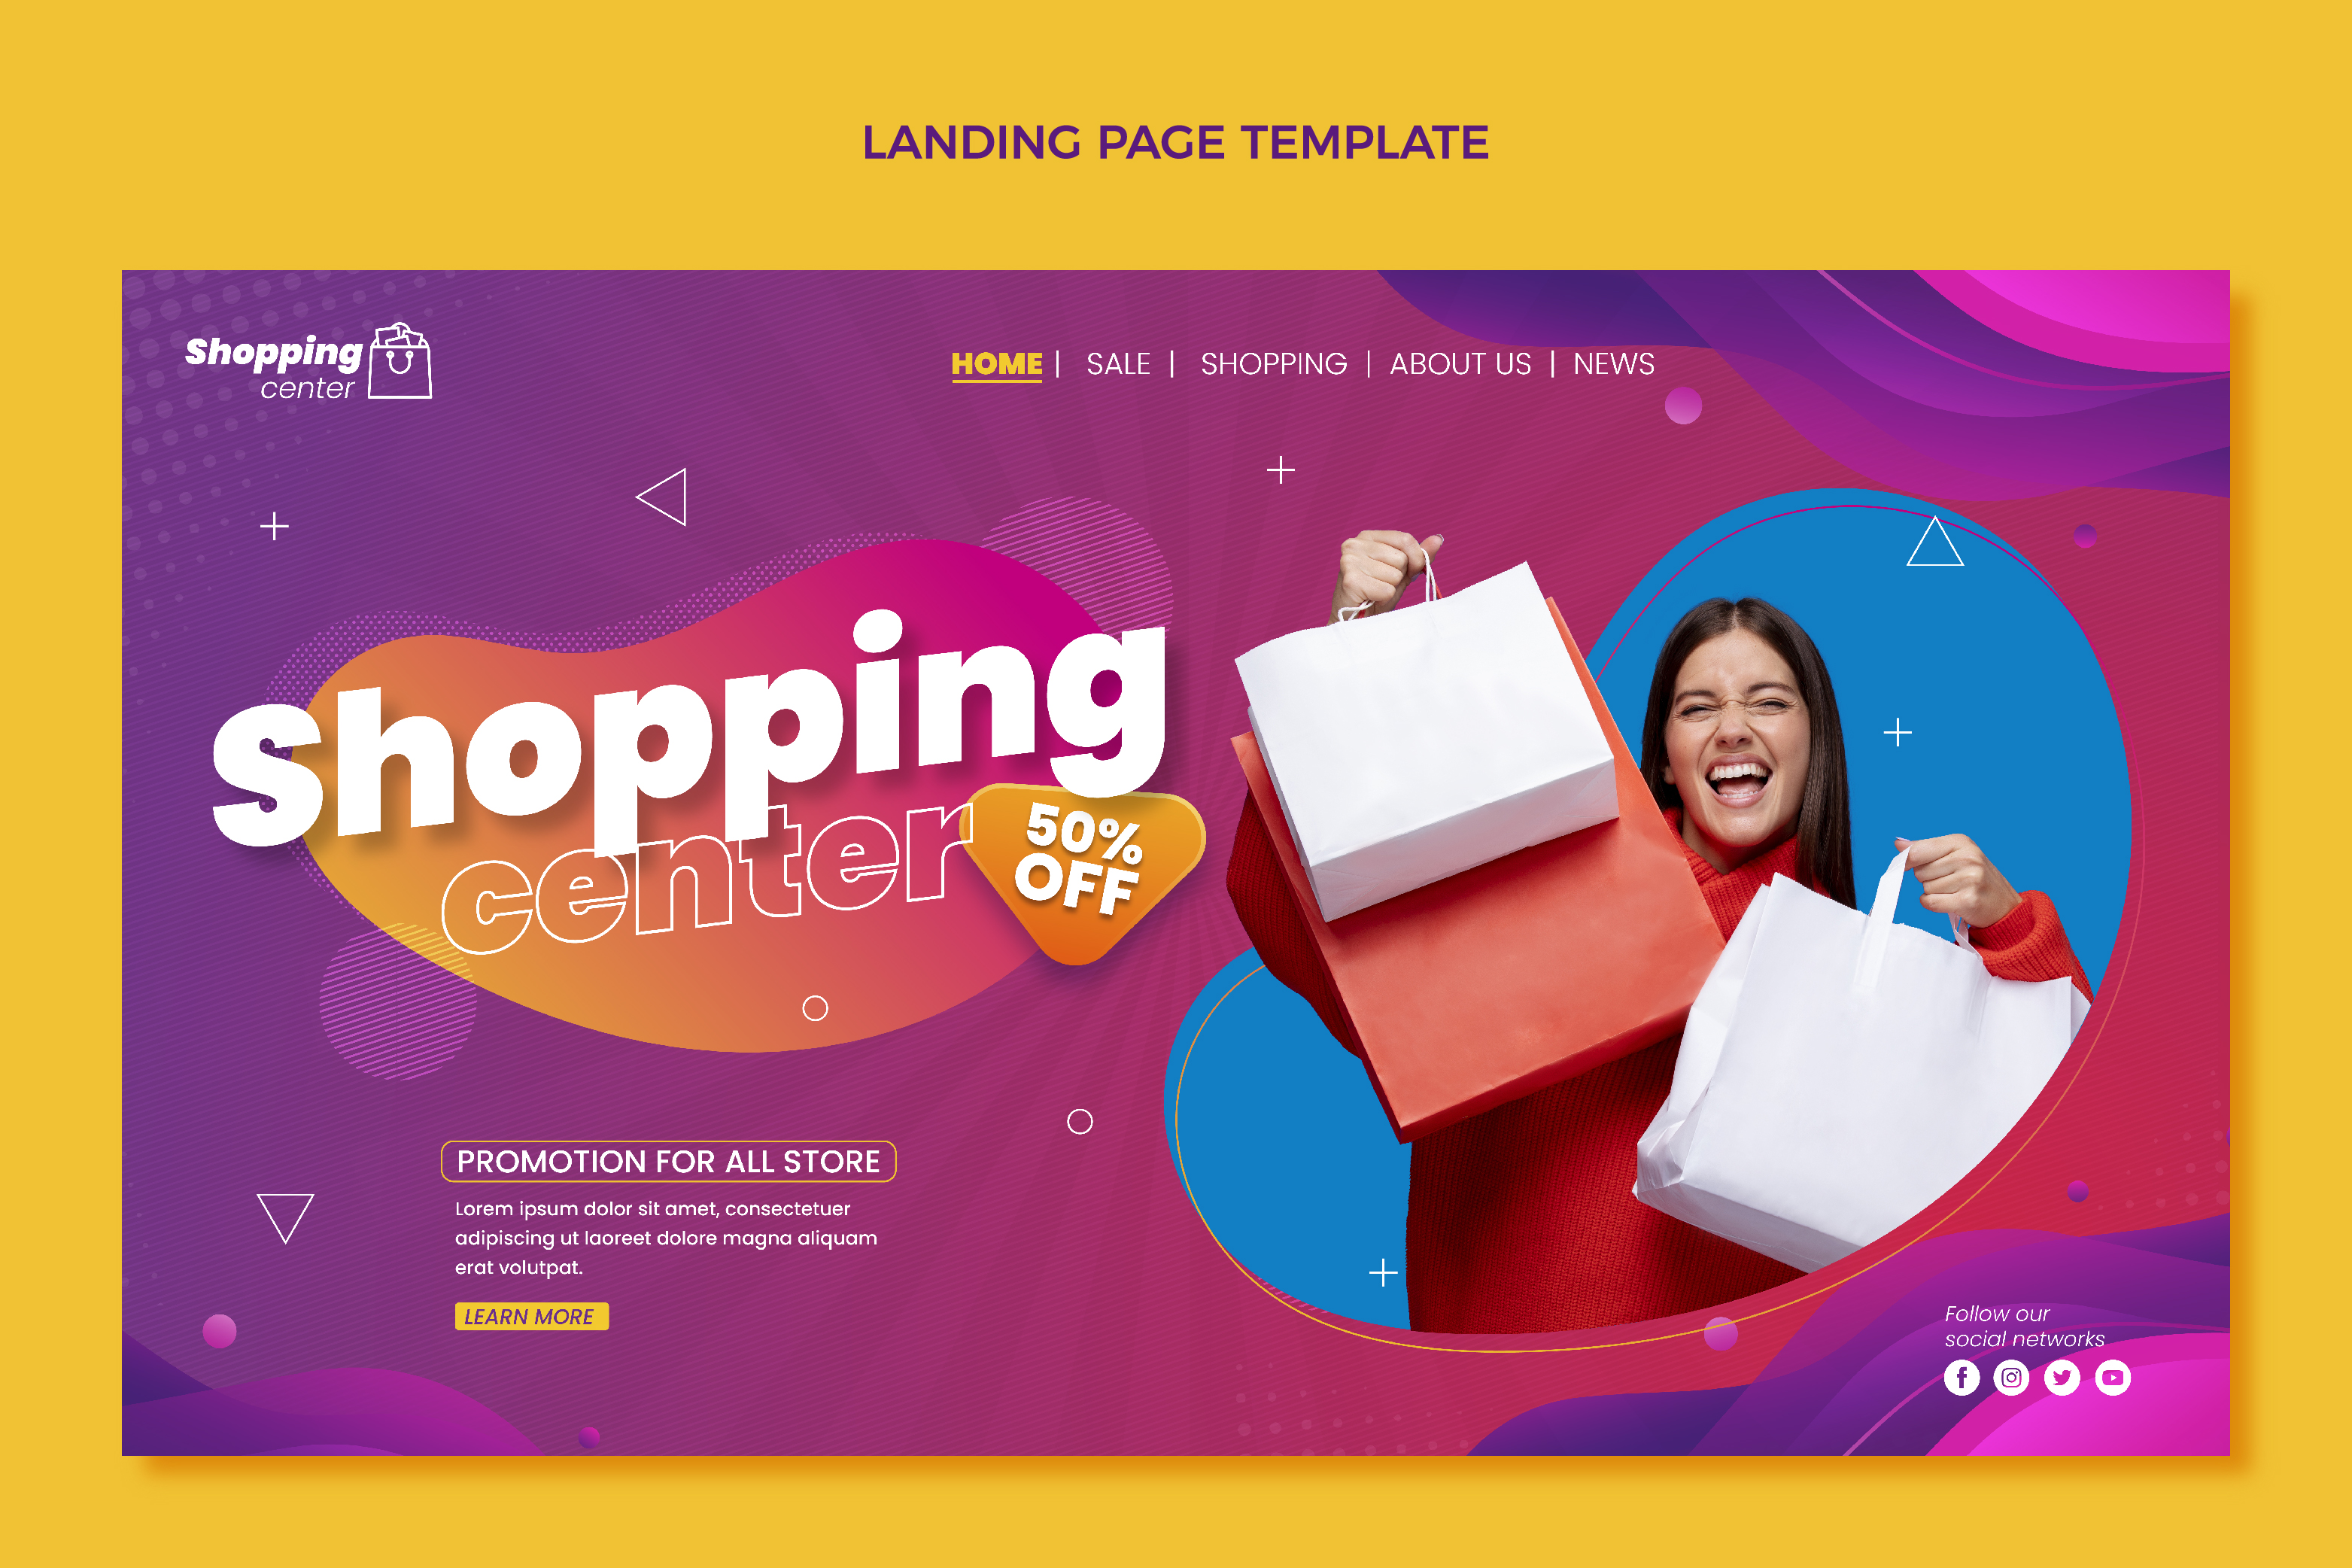 LANDING PAGE TEMPLATE
Shopping
center
HOME | SALE | SHOPPING | ABOUT US | NEWS
Shopping
center
50%
OFF
PROMOTION FOR ALL STORE
Lorem ipsum dolor sit amet, consectetuer
adipiscing ut laoreet dolore magna aliquam
erat volutpat.
LEARN MORE
Follow our
social networks